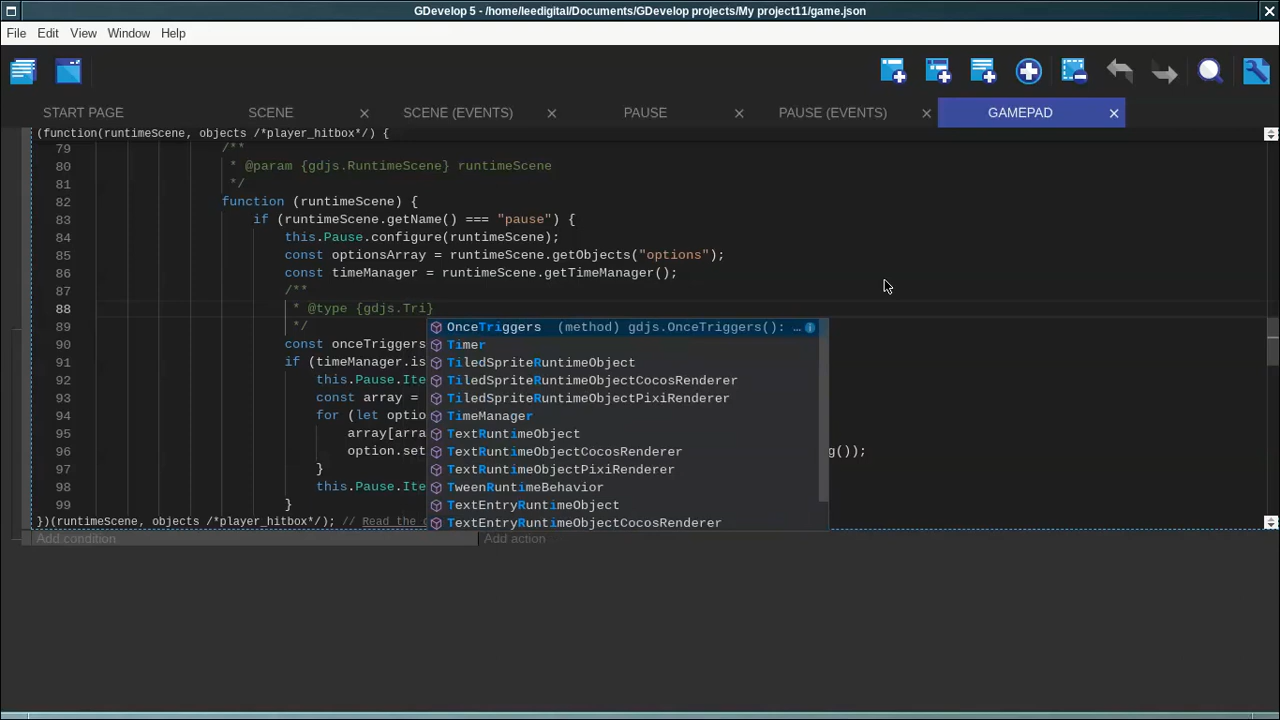 GDevelop 5 - /home/leedigital/Documents/GDevelop projects/My project11/game.json
File Edit View Window Help
START PAGE SCENE SCENE (EVENTS) PAUSE PAUSE (EVENTS) GAMEPAD
(function(runtimeScene, objects /*player_hitbox*/) {
79 /**
80 * @param {gdjs.RuntimeScene} runtimeScene
81 */
82 function (runtimeScene) {
83 if (runtimeScene.getName() === "pause") {
84 this.Pause.configure(runtimeScene);
85 const optionsArray = runtimeScene.getObjects("options");
86 const timeManager = runtimeScene.getTimeManager();
87 /**
88 * @type {gdjs.Tri}
89 */
OnceTriggers (method) gdjs.OnceTriggers(): …
90 const onceTriggers
Timer
91 if (timeManager.is
TiledSpriteRuntimeObject
92 this.Pause.Ite
TiledSpriteRuntimeObjectCocosRenderer
93 const array =
TiledSpriteRuntimeObjectPixiRenderer
94 for (let optio
TimeManager
95 array[arra
TextRuntimeObject
96 option.set
TextRuntimeObjectCocosRenderer
g());
97 }
TextRuntimeObjectPixiRenderer
98 this.Pause.Ite
TweenRuntimeBehavior
99 }
TextEntryRuntimeObject
})(runtimeScene, objects /*player_hitbox*/); // Read the
TextEntryRuntimeObjectCocosRenderer
Add condition Add action